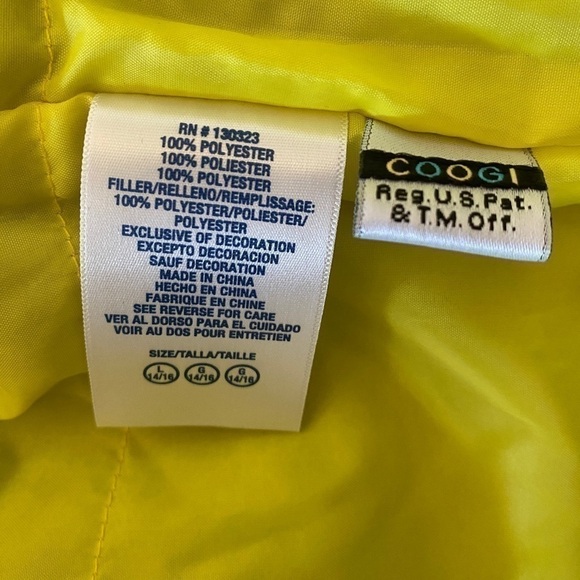 RN # 130323
100% POLYESTER
100% POLIESTER
100% POLYESTER
FILLER/RELLENO/REMPLISSAGE:
100% POLYESTER/POLIESTER/
POLYESTER
EXCLUSIVE OF DECORATION
EXCEPTO DECORACION
SAUF DECORATION
MADE IN CHINA
HECHO EN CHINA
FABRIQUE EN CHINE
SEE REVERSE FOR CARE
VER AL DORSO PARA EL CUIDADO
VOIR AU DOS POUR ENTRETIEN
SIZE/TALLA/TAILLE
L 14/16 G 14/16 G 14/16
COOGI
Reg. U.S. Pat.
& T.M. Off.